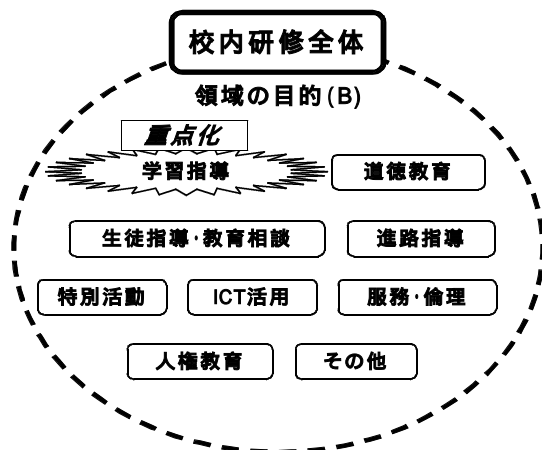 校内研修全体
領域の目的(B)
重点化
学習指導
道徳教育
生徒指導･教育相談
進路指導
特別活動
ICT活用
服務･倫理
人権教育
その他